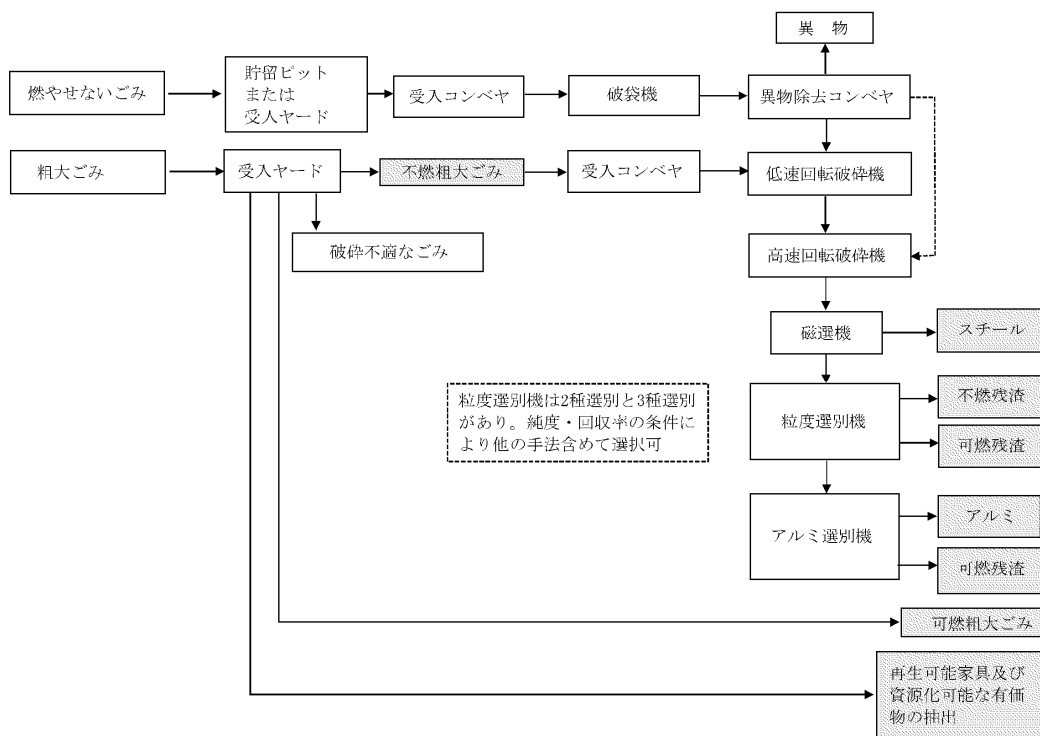 異　物
燃やせないごみ
貯留ピット
または
受入ヤード
受入コンベヤ
破袋機
異物除去コンベヤ
粗大ごみ
受入ヤード
不燃粗大ごみ
受入コンベヤ
低速回転破砕機
破砕不適なごみ
高速回転破砕機
磁選機
スチール
粒度選別機は2種選別と3種選別
があり。純度・回収率の条件に
より他の手法含めて選択可
粒度選別機
不燃残渣
可燃残渣
アルミ選別機
アルミ
可燃残渣
可燃粗大ごみ
再生可能家具及び
資源化可能な有価
物の抽出